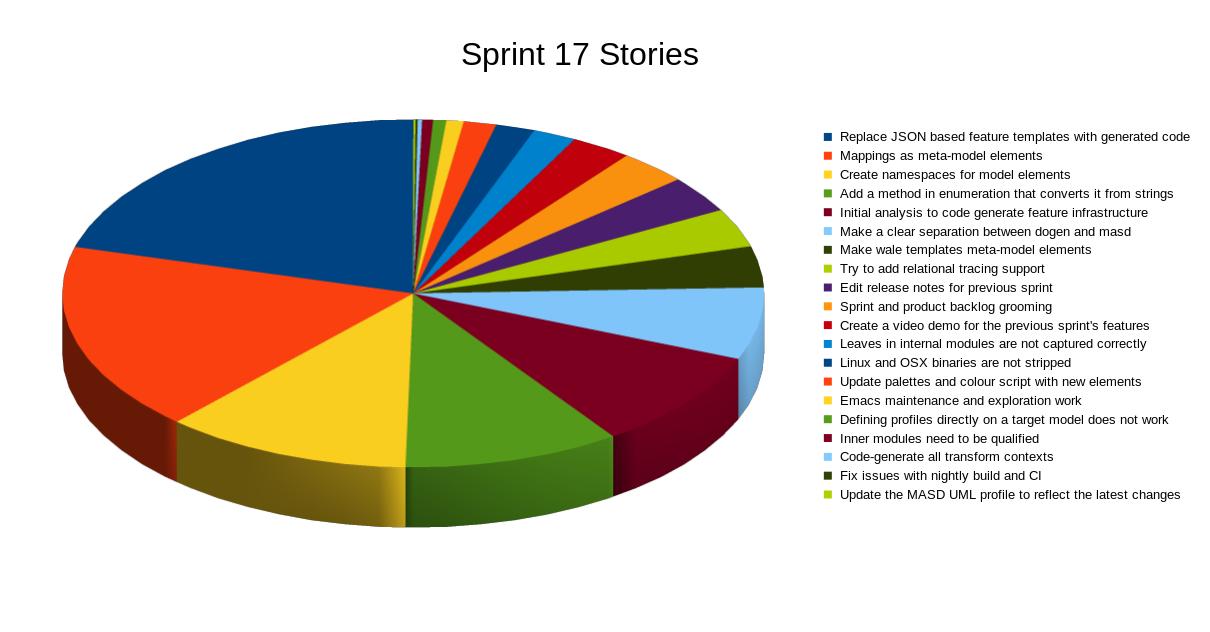 Sprint 17 Stories
Replace JSON based feature templates with generated code
Mappings as meta-model elements
Create namespaces for model elements
Add a method in enumeration that converts it from strings
Initial analysis to code generate feature infrastructure
Make a clear separation between dogen and masd
Make wale templates meta-model elements
Try to add relational tracing support
Edit release notes for previous sprint
Sprint and product backlog grooming
Create a video demo for the previous sprint's features
Leaves in internal modules are not captured correctly
Linux and OSX binaries are not stripped
Update palettes and colour script with new elements
Emacs maintenance and exploration work
Defining profiles directly on a target model does not work
Inner modules need to be qualified
Code-generate all transform contexts
Fix issues with nightly build and CI
Update the MASD UML profile to reflect the latest changes